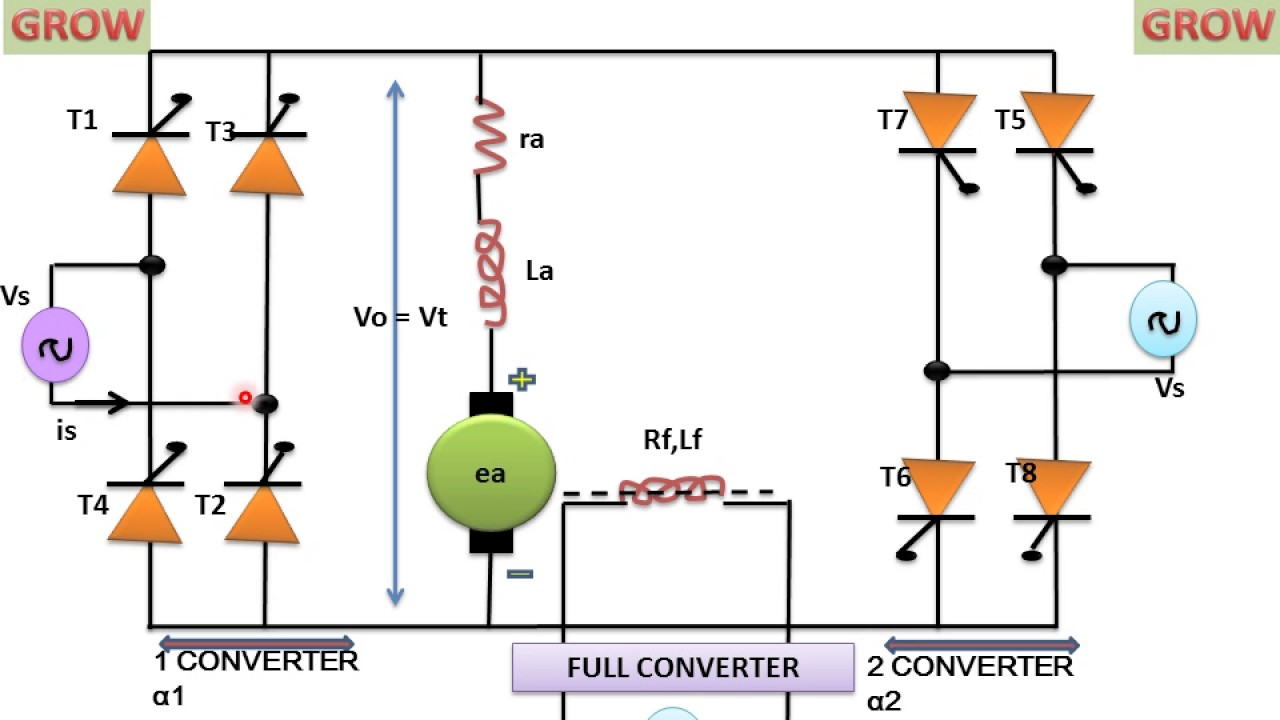 GROW
GROW
T1
T3
T7
T5
ra
La
Vs
Vo = Vt
is
ea
Rf,Lf
Vs
T4
T2
T6
T8
1 CONVERTER
α1
FULL CONVERTER
2 CONVERTER
α2